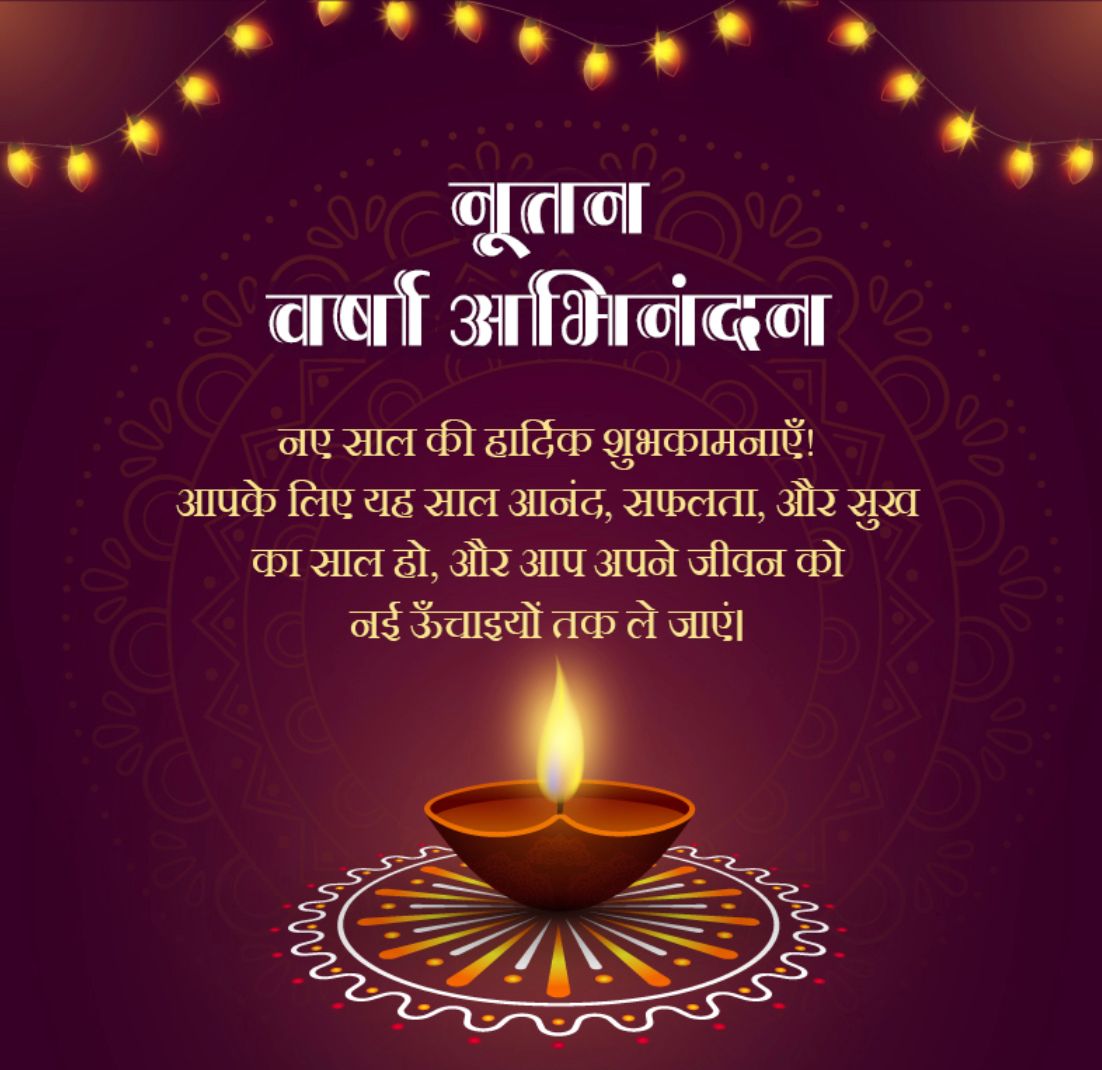 नूतन
वर्षा अभिनंदन
नए साल की हार्दिक शुभकामनाएँ!
आपके लिए यह साल आनंद, सफलता, और सुख
का साल हो, और आप अपने जीवन को
नई ऊँचाइयों तक ले जाएं।